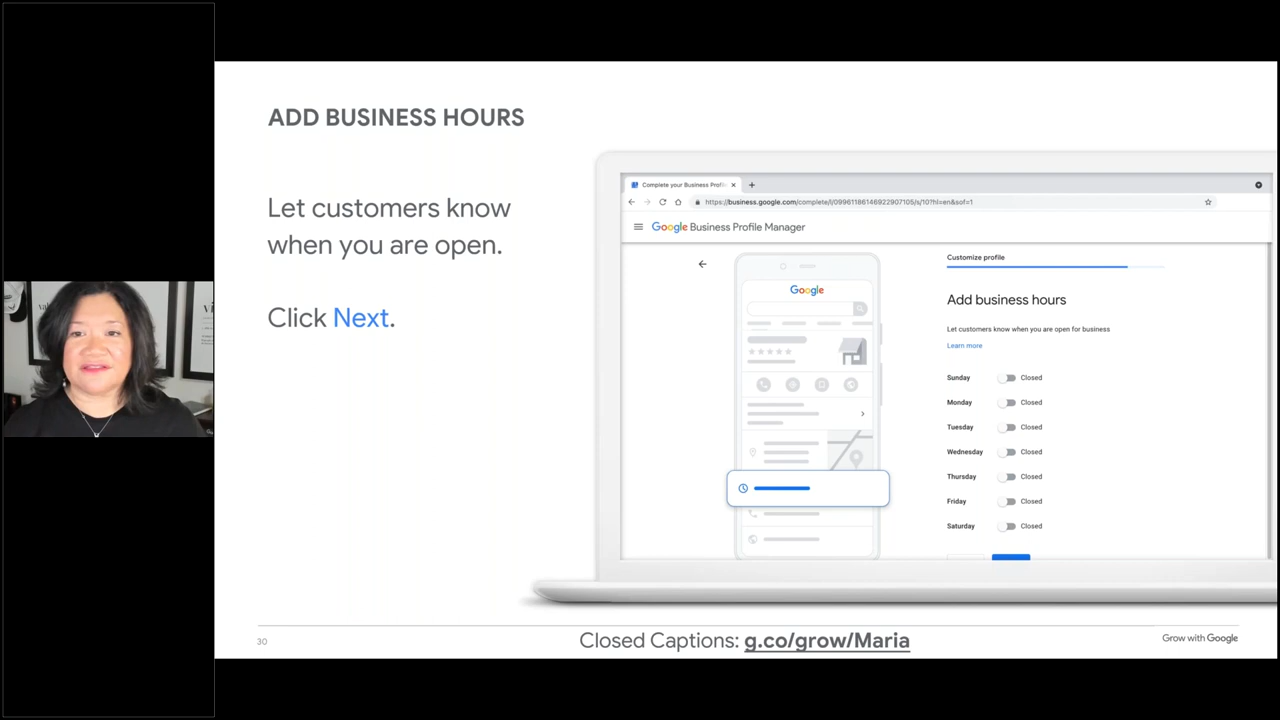 ADD BUSINESS HOURS
Let customers know
when you are open.
Click Next.
Complete your Business Profi
https://business.google.com/complete/l/09961186146922907105/s/10?hl=en&sof=1
Google Business Profile Manager
Google
Customize profile
Add business hours
Let customers know when you are open for business
Learn more
Sunday Closed
Monday Closed
Tuesday Closed
Wednesday Closed
Thursday Closed
Friday Closed
Saturday Closed
30
Closed Captions: g.co/grow/Maria
Grow with Google